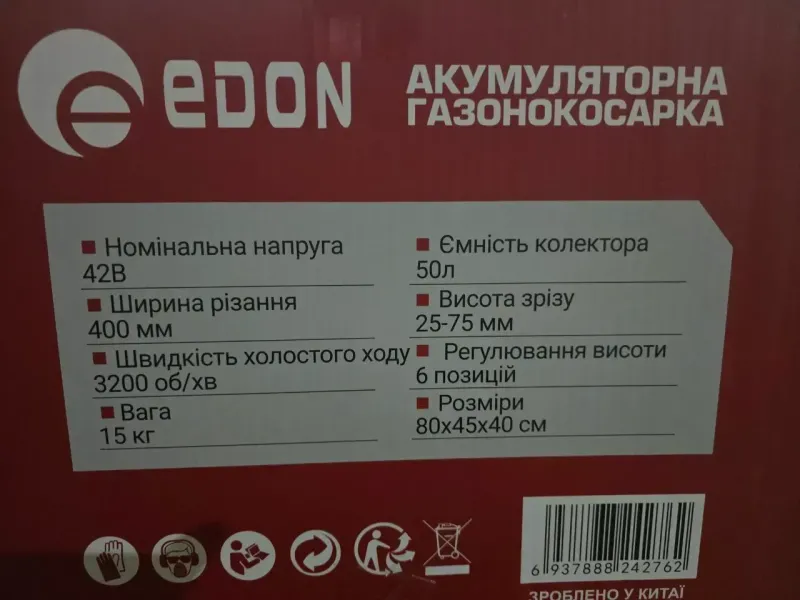 eDON
АКУМУЛЯТОРНА
ГАЗОНОКОСАРКА
Номінальна напруга
42В
Ширина різання
400 мм
Швидкість холостого ходу
3200 об/хв
Вага
15 кг
Ємність колектора
50л
Висота зрізу
25-75 мм
Регулювання висоти
6 позицій
Розміри
80x45x40 см
6 937888 242762
ЗРОБЛЕНО У КИТАЇ